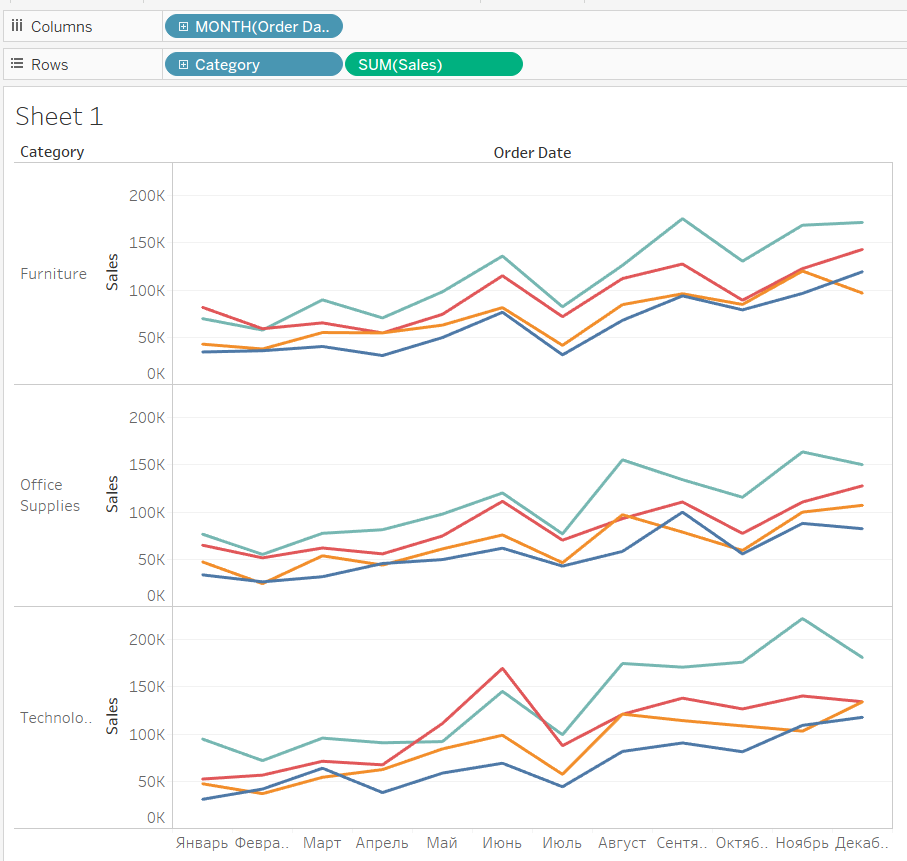 Columns MONTH(Order Da..
Rows Category SUM(Sales)
Sheet 1
Category Order Date
Furniture
Sales
200K
150K
100K
50K
0K
Office
Supplies
Sales
200K
150K
100K
50K
0K
Technolo..
Sales
200K
150K
100K
50K
0K
Январь Февра.. Март Апрель Май Июнь Июль Август Сентя.. Октяб.. Ноябрь Декаб..